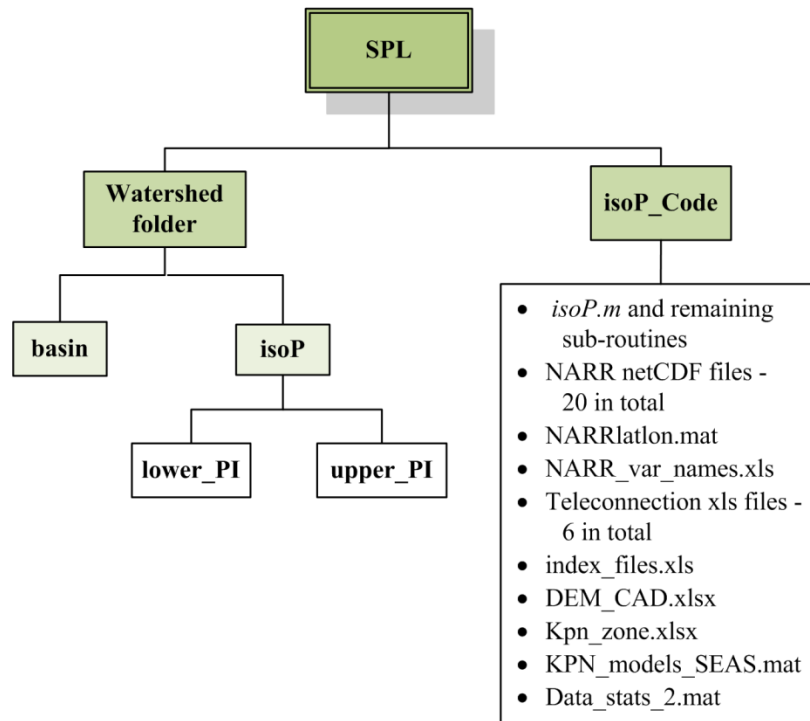 SPL
Watershed
folder
isoP_Code
basin
isoP
lower_PI
upper_PI
• isoP.m and remaining
sub-routines
• NARR netCDF files -
20 in total
• NARRlatlon.mat
• NARR_var_names.xls
• Teleconnection xls files -
6 in total
• index_files.xls
• DEM_CAD.xlsx
• Kpn_zone.xlsx
• KPN_models_SEAS.mat
• Data_stats_2.mat